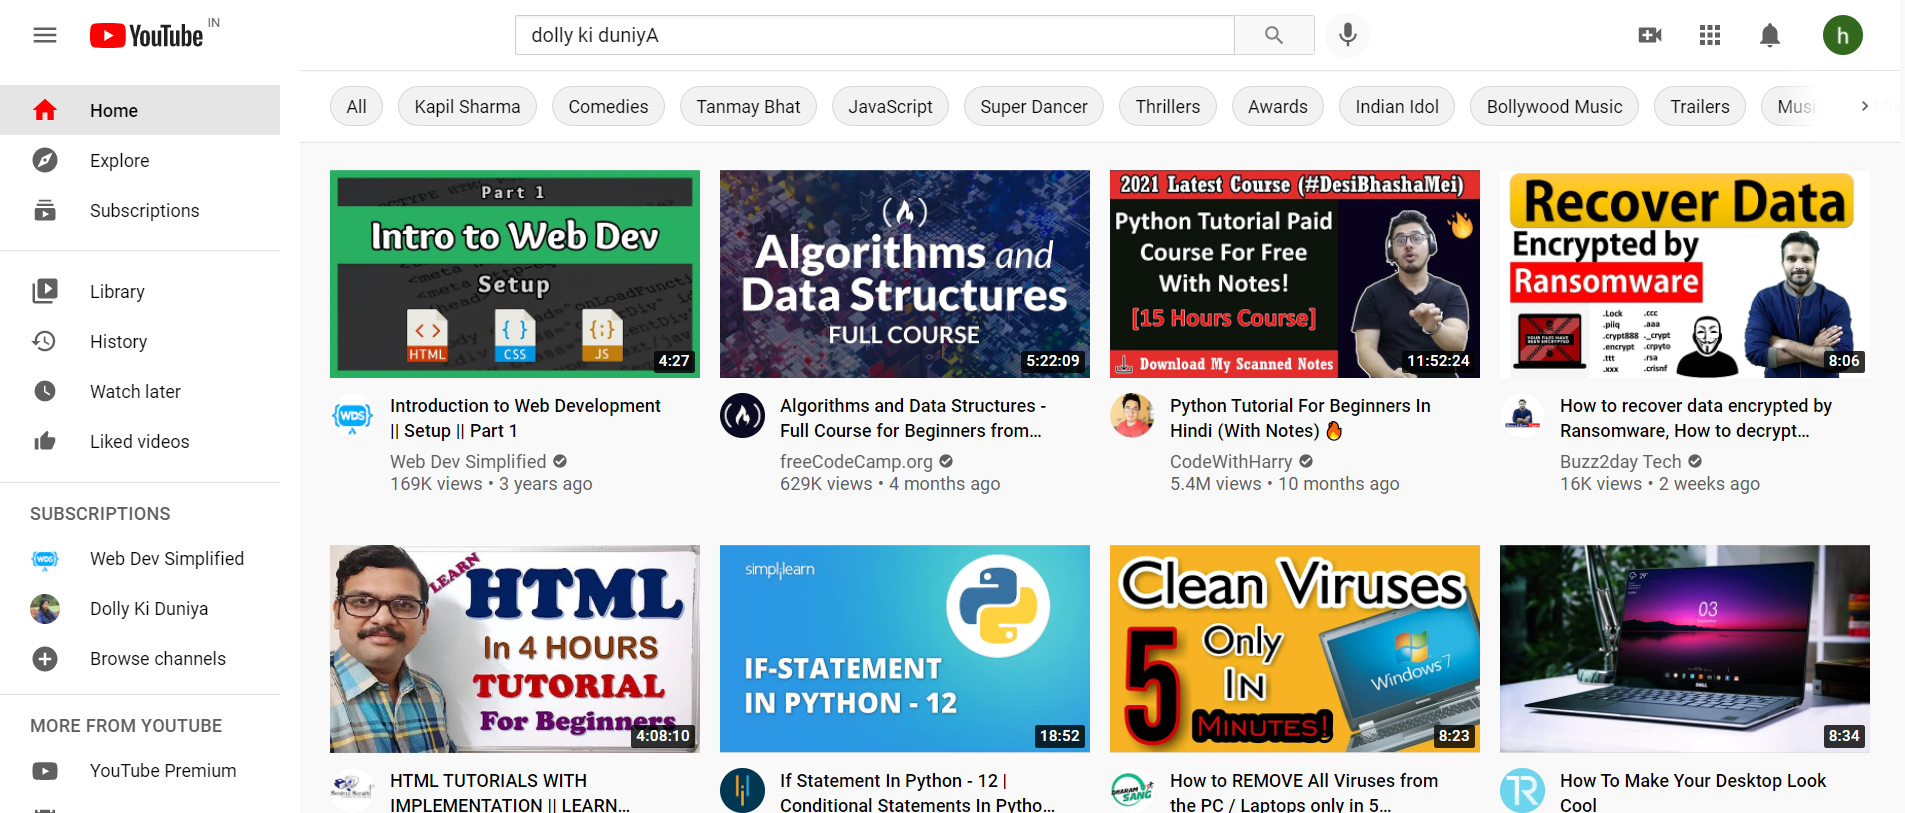 YouTube IN
dolly ki duniyA
h
Home
Explore
Subscriptions
Library
History
Watch later
Liked videos
SUBSCRIPTIONS
Web Dev Simplified
Dolly Ki Duniya
Browse channels
MORE FROM YOUTUBE
YouTube Premium
All Kapil Sharma Comedies Tanmay Bhat JavaScript Super Dancer Thrillers Awards Indian Idol Bollywood Music Trailers
Part 1
Intro to Web Dev
Setup
HTML CSS JS
4:27
WDS
Introduction to Web Development
|| Setup || Part 1
Web Dev Simplified
169K views • 3 years ago
Algorithms and
Data Structures
FULL COURSE
5:22:09
Algorithms and Data Structures -
Full Course for Beginners from...
freeCodeCamp.org
629K views • 4 months ago
2021 Latest Course (#DesiBhashaMei)
Python Tutorial Paid
Course For Free
With Notes!
[15 Hours Course]
Download My Scanned Notes
11:52:24
Python Tutorial For Beginners In
Hindi (With Notes) 🔥
CodeWithHarry
5.4M views • 10 months ago
Recover Data
Encrypted by
Ransomware
.Lock .ccc
.piiq .aaa
.crypt888 ._crypt
.encrypt .crpyto
.ttt .rsa
.xxx .crisnf
8:06
How to recover data encrypted by
Ransomware, How to decrypt...
Buzz2day Tech
16K views • 2 weeks ago
LEARN
HTML
In 4 HOURS
TUTORIAL
For Beginners
4:08:10
HTML TUTORIALS WITH
IMPLEMENTATION || LEARN...
simplilearn
IF-STATEMENT
IN PYTHON - 12
18:52
If Statement In Python - 12 |
Conditional Statements In Pytho...
Clean Viruses
5 Only
In
Minutes!
Windows 7
8:23
DHARAM
SANG
How to REMOVE All Viruses from
the PC / Laptops only in 5...
03
DELL
8:34
TR
How To Make Your Desktop Look
Cool